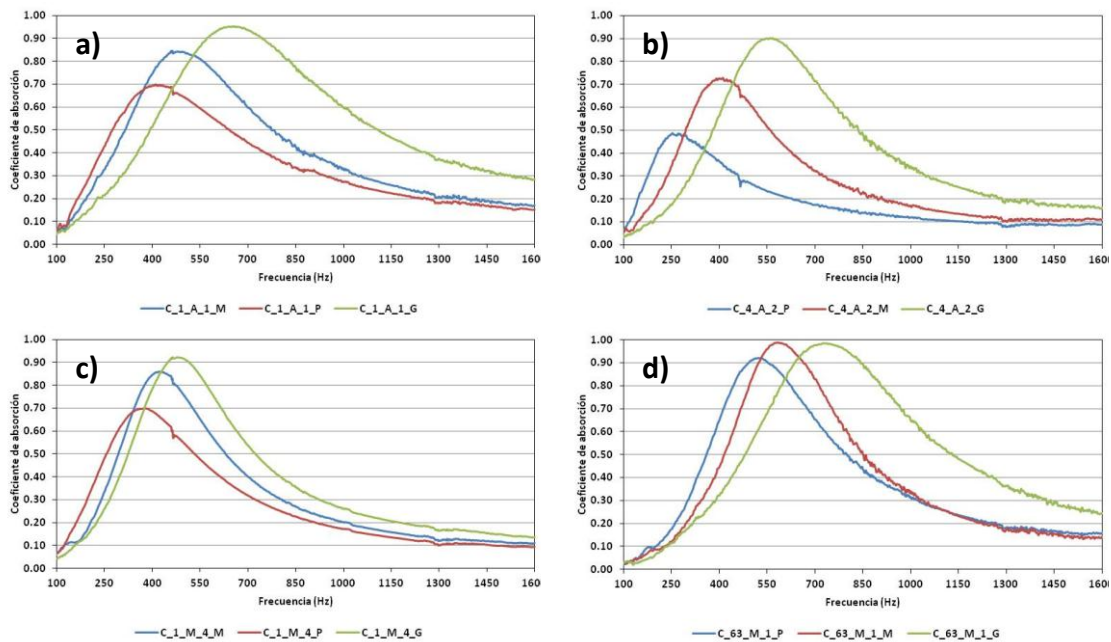 a)
Coeficiente de absorción
1.00
0.90
0.80
0.70
0.60
0.50
0.40
0.30
0.20
0.10
0.00
100 250 400 550 700 850 1000 1150 1300 1450 1600
Frecuencia (Hz)
C_1_A_1_M C_1_A_1_P C_1_A_1_G
b)
Coeficiente de absorción
1.00
0.90
0.80
0.70
0.60
0.50
0.40
0.30
0.20
0.10
0.00
100 250 400 550 700 850 1000 1150 1300 1450 1600
Frecuencia (Hz)
C_4_A_2_P C_4_A_2_M C_4_A_2_G
c)
Coeficiente de absorción
1.00
0.90
0.80
0.70
0.60
0.50
0.40
0.30
0.20
0.10
0.00
100 250 400 550 700 850 1000 1150 1300 1450 1600
Frecuencia (Hz)
C_1_M_4_M C_1_M_4_P C_1_M_4_G
d)
Coeficiente de absorción
1.00
0.90
0.80
0.70
0.60
0.50
0.40
0.30
0.20
0.10
0.00
100 250 400 550 700 850 1000 1150 1300 1450 1600
Frecuencia (Hz)
C_63_M_1_P C_63_M_1_M C_63_M_1_G